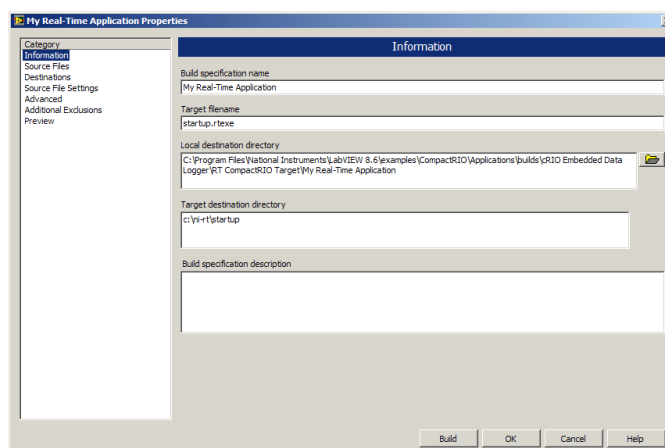 My Real-Time Application Properties
Category
Information
Source Files
Destinations
Source File Settings
Advanced
Additional Exclusions
Preview
Information
Build specification name
My Real-Time Application
Target filename
startup.rtexe
Local destination directory
C:\Program Files\National Instruments\LabVIEW 8.6\examples\CompactRIO\Applications\builds\cRIO Embedded Data
Logger\RT CompactRIO Target\My Real-Time Application
Target destination directory
c:\ni-rt\startup
Build specification description
Build OK Cancel Help